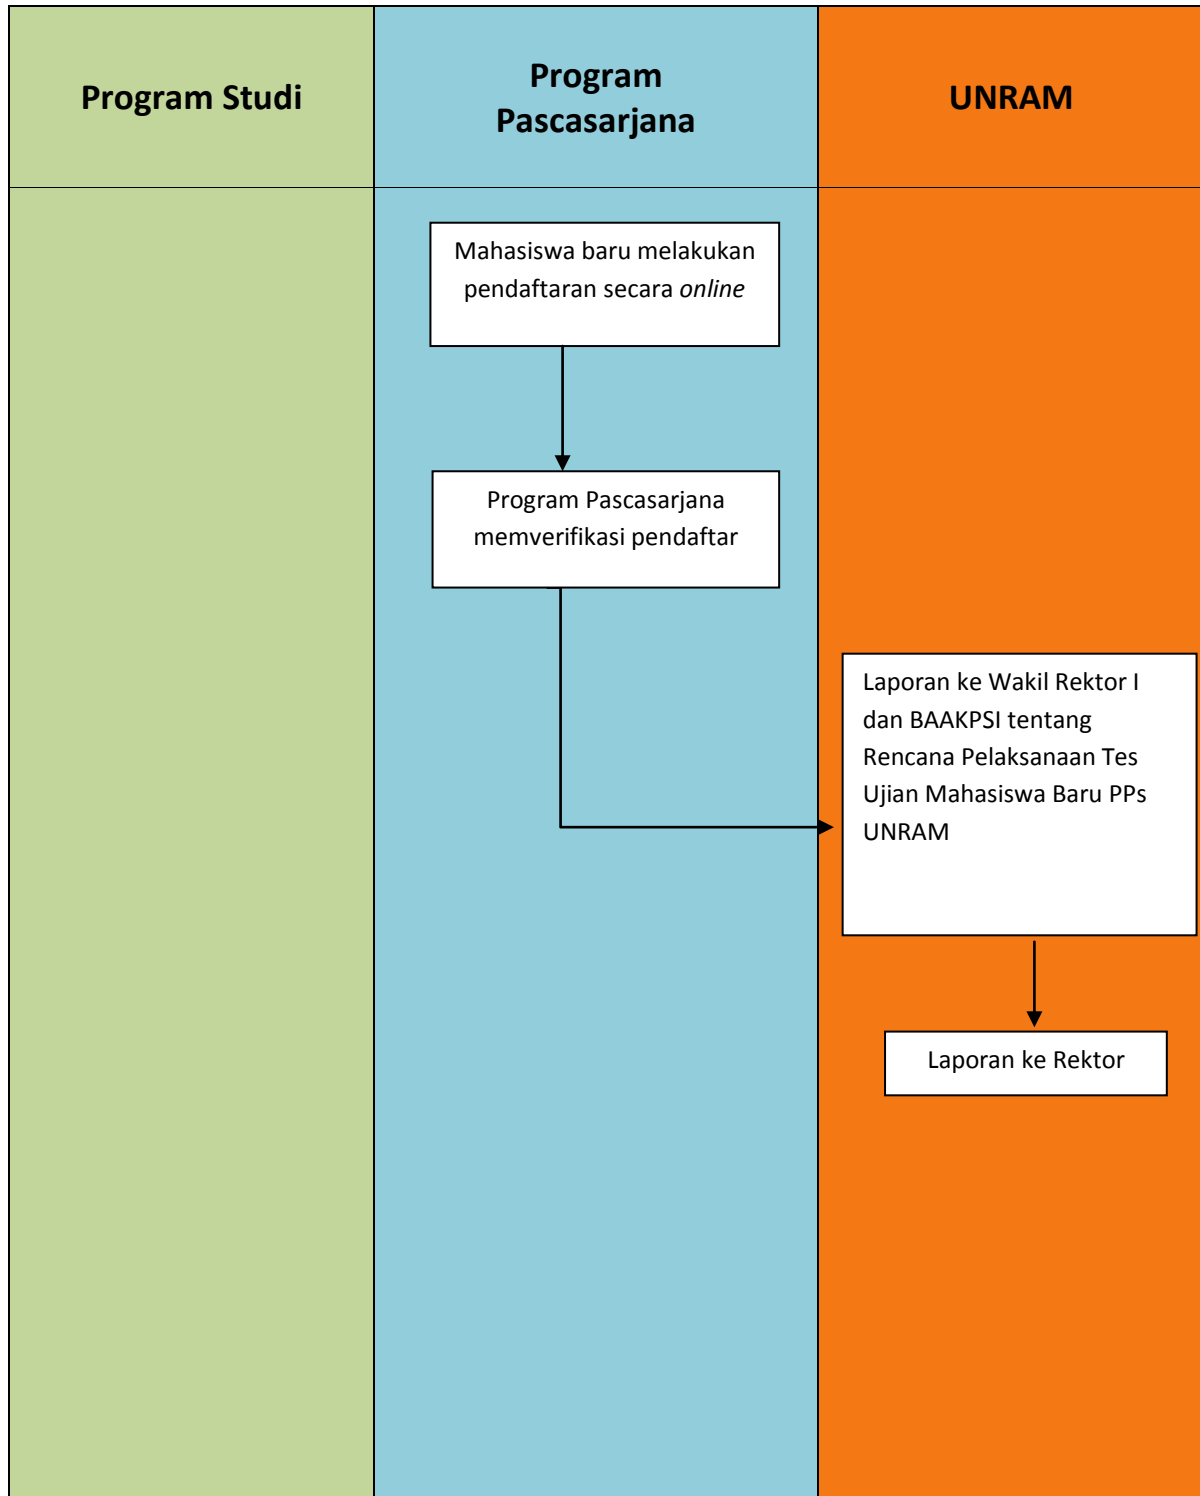 Program Studi
Program
Pascasarjana
UNRAM
Mahasiswa baru melakukan
pendaftaran secara online
Program Pascasarjana
memverifikasi pendaftar
Laporan ke Wakil Rektor I
dan BAAKPSI tentang
Rencana Pelaksanaan Tes
Ujian Mahasiswa Baru PPs
UNRAM
Laporan ke Rektor